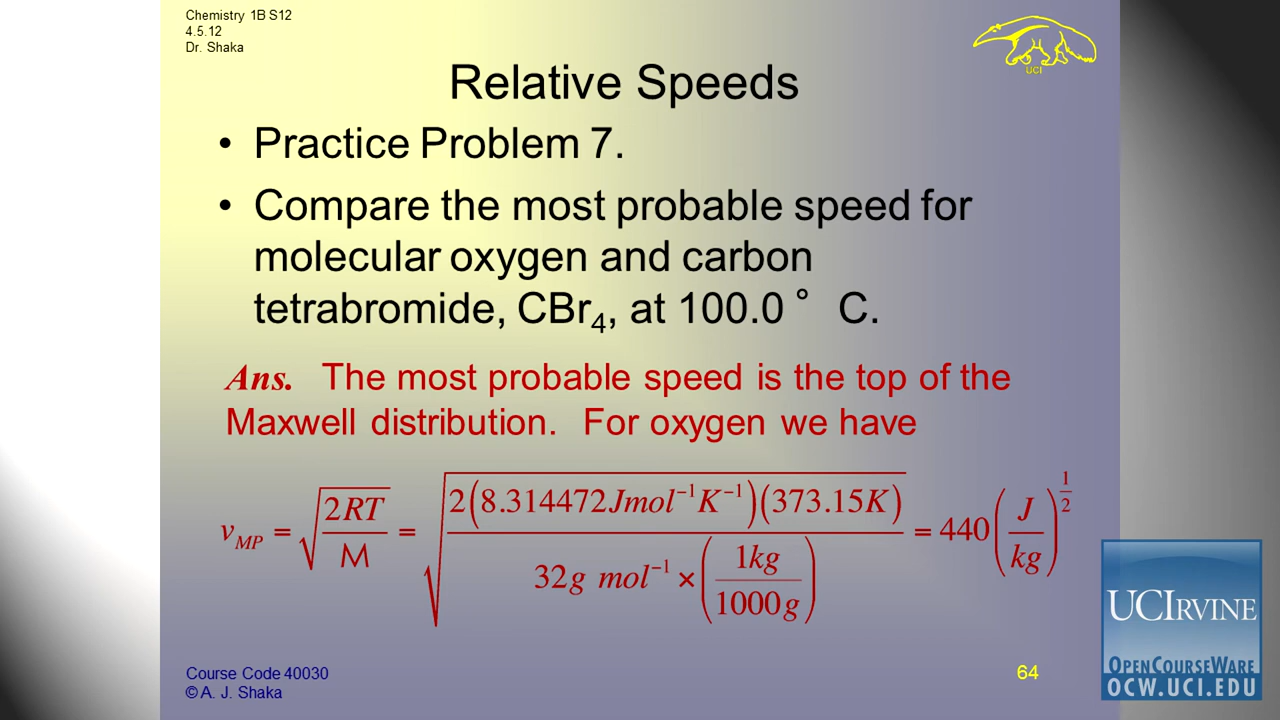 Chemistry 1B S12
4.5.12
Dr. Shaka
UCI
Relative Speeds
• Practice Problem 7.
• Compare the most probable speed for
molecular oxygen and carbon
tetrabromide, CBr₄, at 100.0 ° C.
Ans. The most probable speed is the top of the
Maxwell distribution. For oxygen we have
v_MP = √(2RT/M) = √(2(8.314472Jmol⁻¹K⁻¹)(373.15K)/(32g mol⁻¹×(1kg/1000g))) = 440(J/kg)^(1/2)
Course Code 40030
© A. J. Shaka
64
UCIRVINE
OPENCOURSEWARE
OCW.UCI.EDU